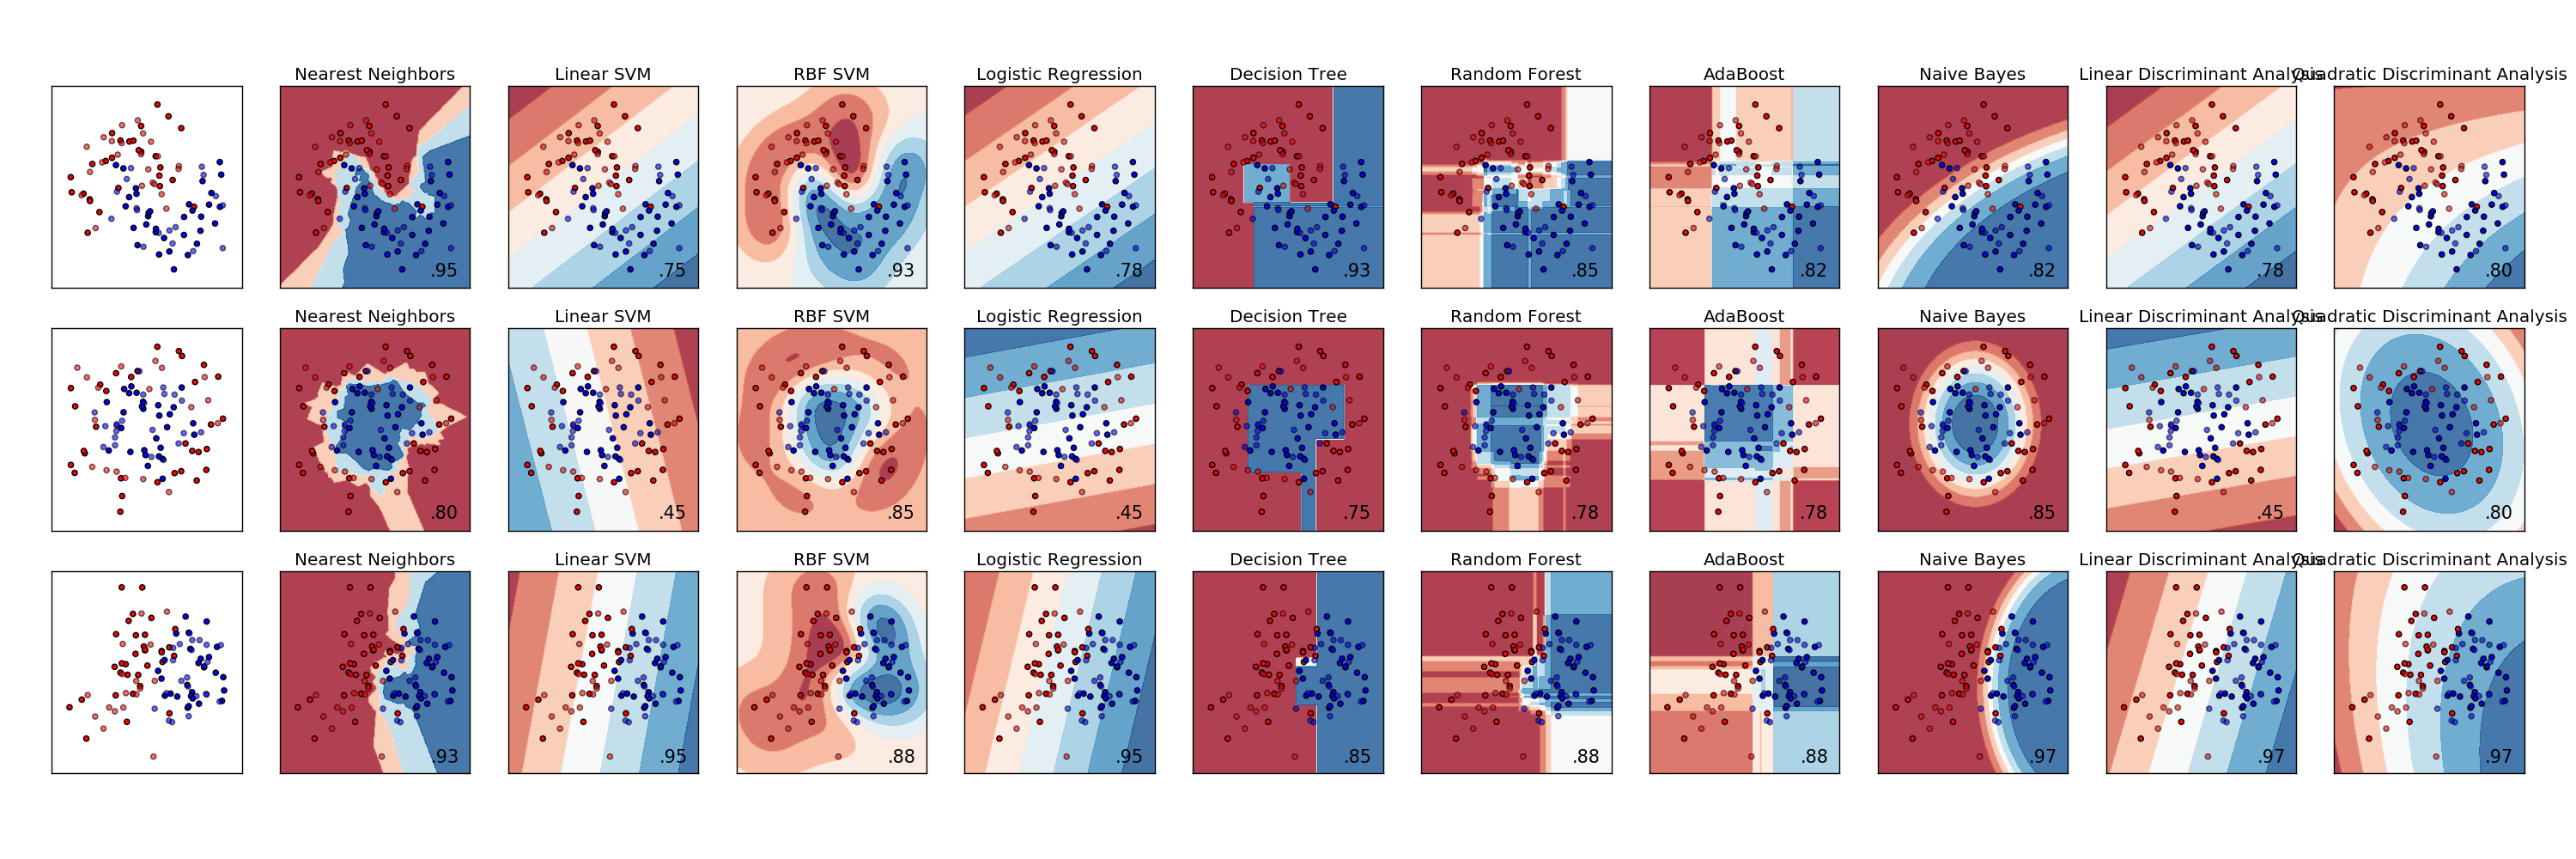 Nearest Neighbors Linear SVM RBF SVM Logistic Regression Decision Tree Random Forest AdaBoost Naive Bayes Linear Discriminant Analysis Quadratic Discriminant Analysis
.95 .75 .93 .78 .93 .85 .82 .82 .78 .80
Nearest Neighbors Linear SVM RBF SVM Logistic Regression Decision Tree Random Forest AdaBoost Naive Bayes Linear Discriminant Analysis Quadratic Discriminant Analysis
.80 .45 .85 .45 .75 .78 .78 .85 .45 .80
Nearest Neighbors Linear SVM RBF SVM Logistic Regression Decision Tree Random Forest AdaBoost Naive Bayes Linear Discriminant Analysis Quadratic Discriminant Analysis
.93 .95 .88 .95 .85 .88 .88 .97 .97 .97